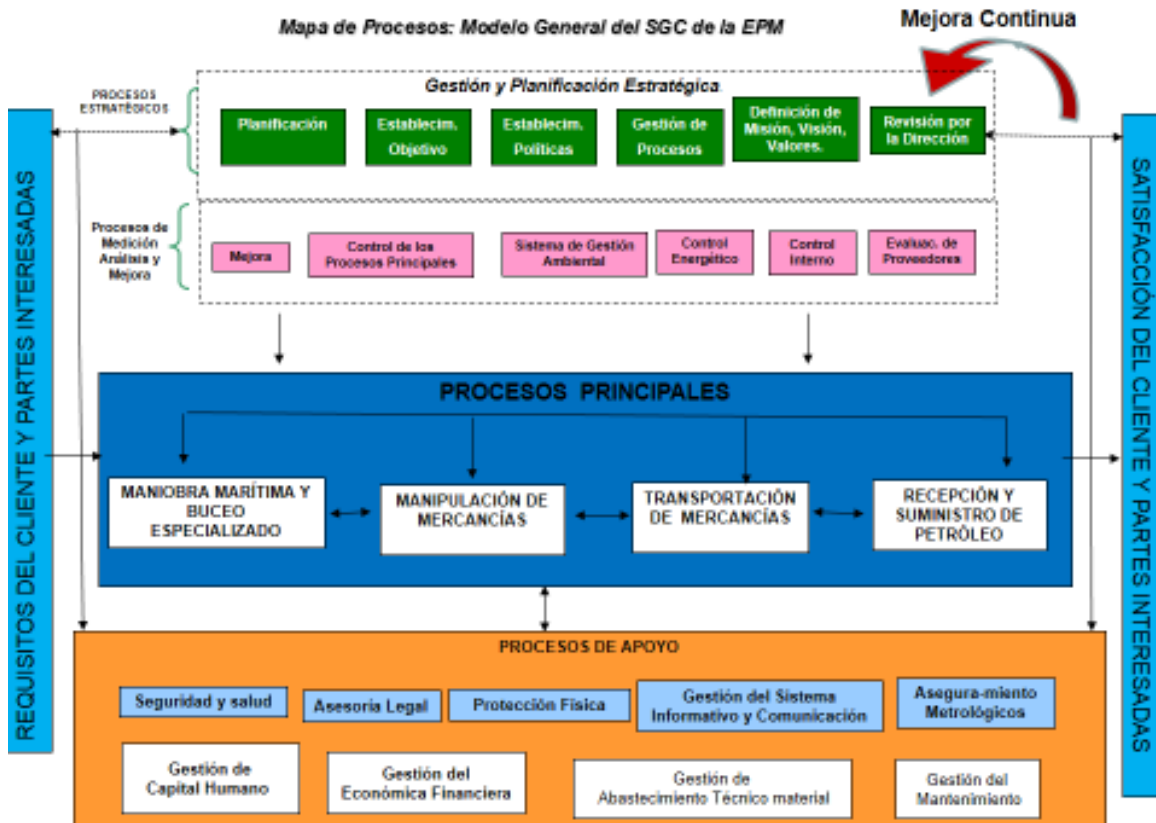 Mapa de Procesos: Modelo General del SGC de la EPM
Mejora Continua
PROCESOS
ESTRATÉGICOS
Gestión y Planificación Estratégica
Planificación
Establecim.
Objetivo
Establecim.
Políticas
Gestión de
Procesos
Definición de
Misión, Visión,
Valores.
Revisión por
la Dirección
Procesos de
Medición
Análisis y
Mejora
Mejora
Control de los
Procesos Principales
Sistema de Gestión
Ambiental
Control
Energético
Control
Interno
Evaluac. de
Proveedores
REQUISITOS DEL CLIENTE Y PARTES INTERESADAS
SATISFACCIÓN DEL CLIENTE Y PARTES INTERESADAS
PROCESOS PRINCIPALES
MANIOBRA MARÍTIMA Y
BUCEO
ESPECIALIZADO
MANIPULACIÓN DE
MERCANCÍAS
TRANSPORTACIÓN
DE MERCANCÍAS
RECEPCIÓN Y
SUMINISTRO DE
PETRÓLEO
PROCESOS DE APOYO
Seguridad y salud
Asesoría Legal
Protección Física
Gestión del Sistema
Informativo y Comunicación
Asegura-miento
Metrológicos
Gestión de
Capital Humano
Gestión del
Económica Financiera
Gestión de
Abastecimiento Técnico material
Gestión del
Mantenimiento